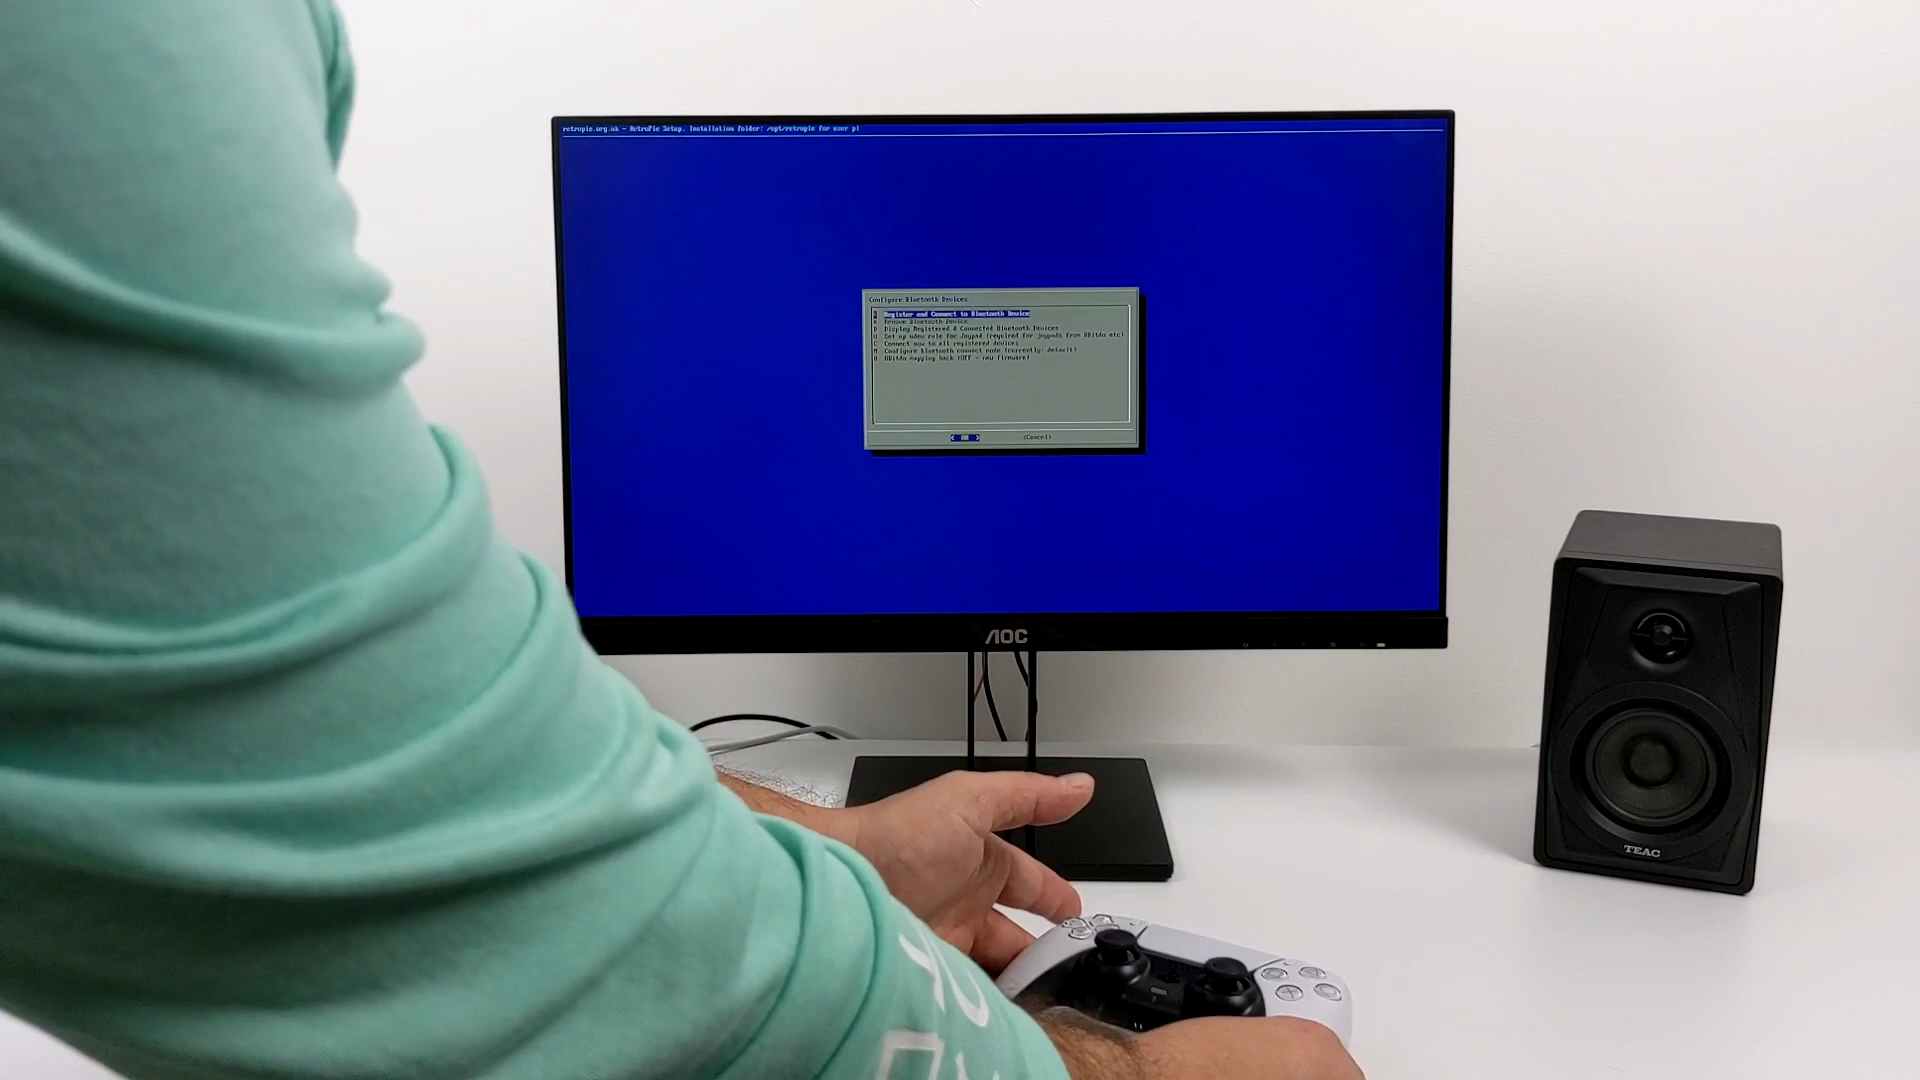 retropie.org.uk - RetroPie Setup. Installation folder: /opt/retropie for user pi
Configure Bluetooth Devices
R Register and Connect to Bluetooth Device
X Remove Bluetooth Device
D Display Registered & Connected Bluetooth Devices
U Set up udev rule for Joypad (required for joypads from 8Bitdo etc)
C Connect now to all registered devices
M Configure bluetooth connect mode (currently: default)
8 8Bitdo mapping hack (OFF - new firmware)
< OK > <Cancel>
AOC
TEAC